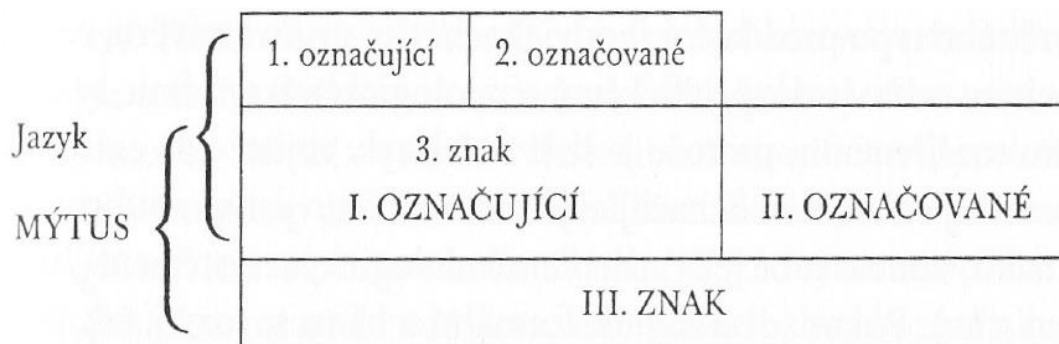 1. označující 2. označované
Jazyk
3. znak
MÝTUS
I. OZNAČUJÍCÍ II. OZNAČOVANÉ
III. ZNAK